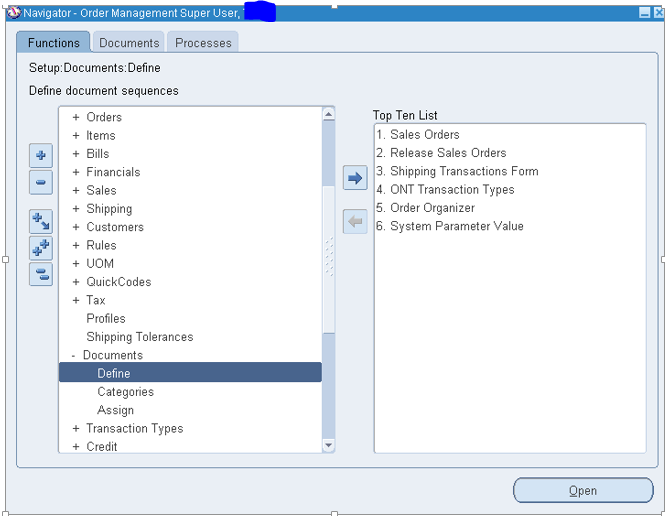 Navigator - Order Management Super User,
Functions Documents Processes
Setup:Documents:Define
Define document sequences
+ Orders
+ Items
+ Bills
+ Financials
+ Sales
+ Shipping
+ Customers
+ Rules
+ UOM
+ QuickCodes
+ Tax
Profiles
Shipping Tolerances
- Documents
Define
Categories
Assign
+ Transaction Types
+ Credit
Top Ten List
1. Sales Orders
2. Release Sales Orders
3. Shipping Transactions Form
4. ONT Transaction Types
5. Order Organizer
6. System Parameter Value
Open